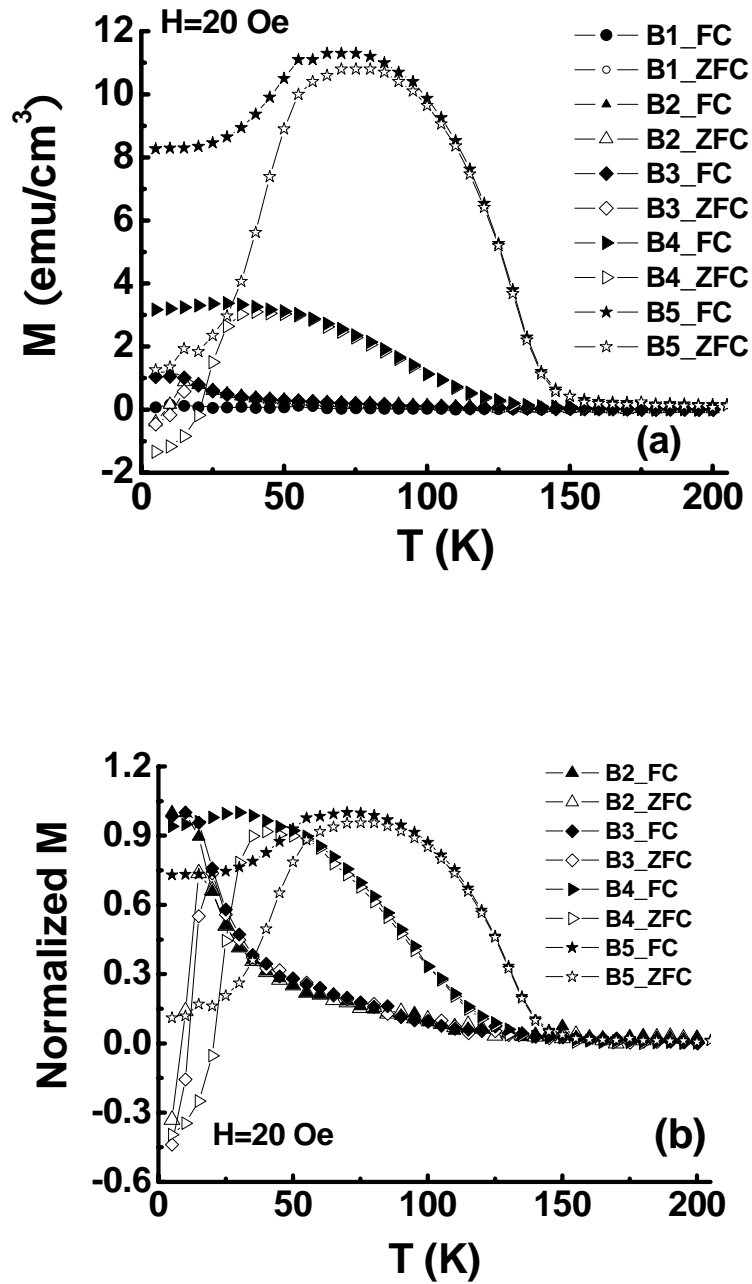 H=20 Oe
B1_FC
B1_ZFC
B2_FC
B2_ZFC
B3_FC
B3_ZFC
B4_FC
B4_ZFC
B5_FC
B5_ZFC
12
10
8
6
4
2
0
-2
M (emu/cm³)
(a)
0 50 100 150 200
T (K)
B2_FC
B2_ZFC
B3_FC
B3_ZFC
B4_FC
B4_ZFC
B5_FC
B5_ZFC
1.2
0.9
0.6
0.3
0.0
-0.3
-0.6
Normalized M
H=20 Oe
(b)
0 50 100 150 200
T (K)